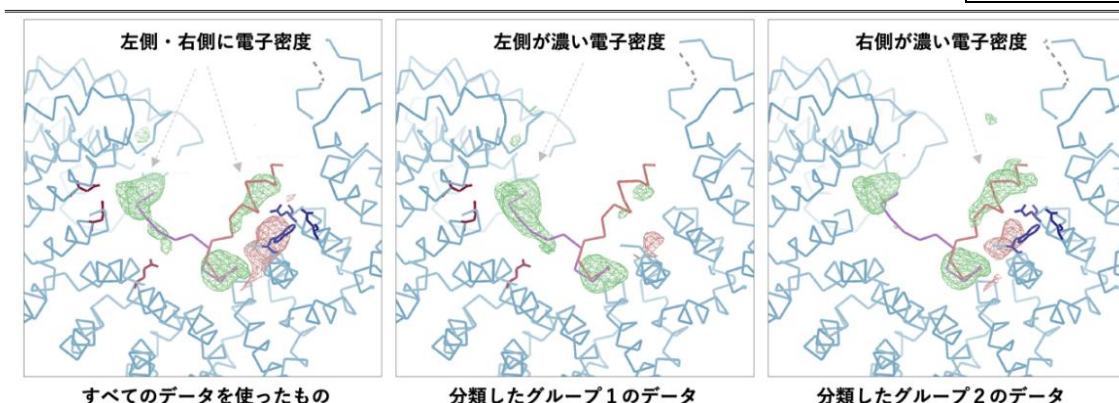 左側・右側に電子密度
左側が濃い電子密度
右側が濃い電子密度
すべてのデータを使ったもの
分類したグループ1のデータ
分類したグループ2のデータ